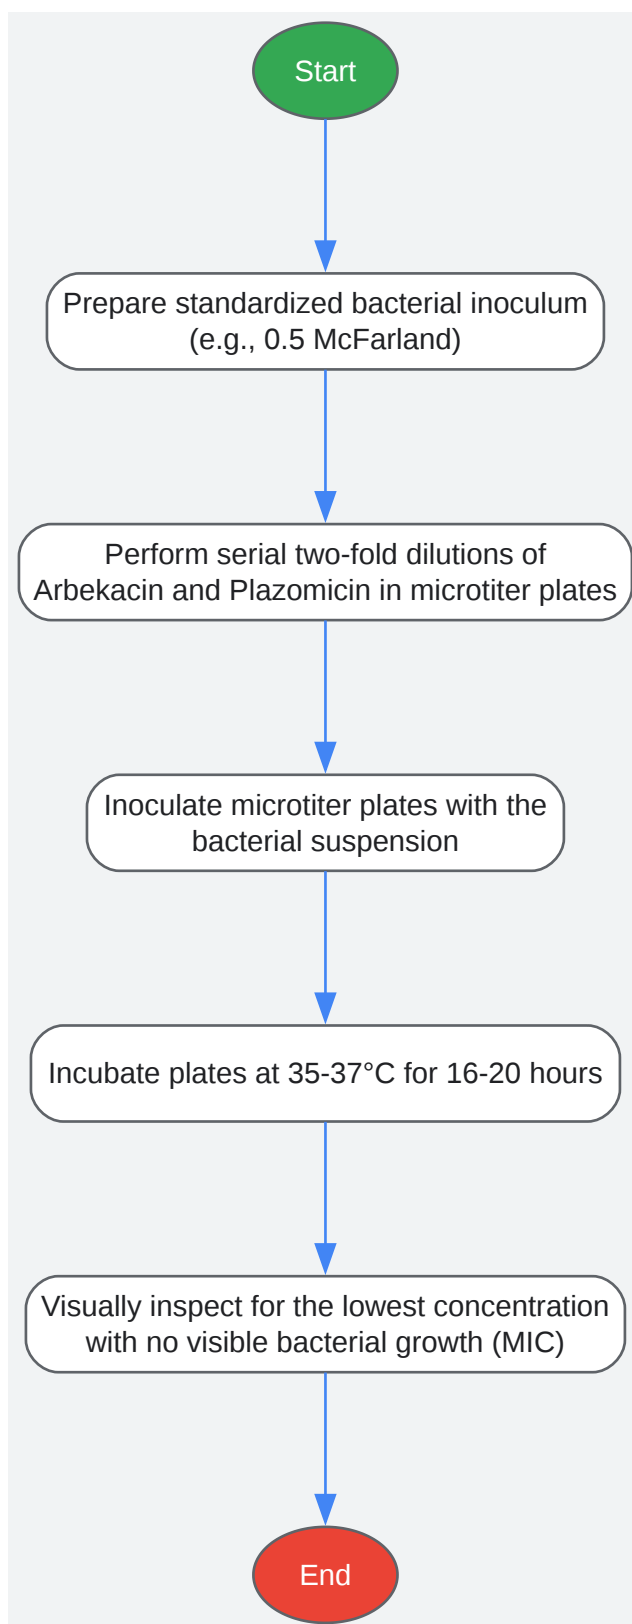 Start
Prepare standardized bacterial inoculum
(e.g., 0.5 McFarland)
Perform serial two-fold dilutions of
Arbekacin and Plazomicin in microtiter plates
Inoculate microtiter plates with the
bacterial suspension
Incubate plates at 35-37°C for 16-20 hours
Visually inspect for the lowest concentration
with no visible bacterial growth (MIC)
End